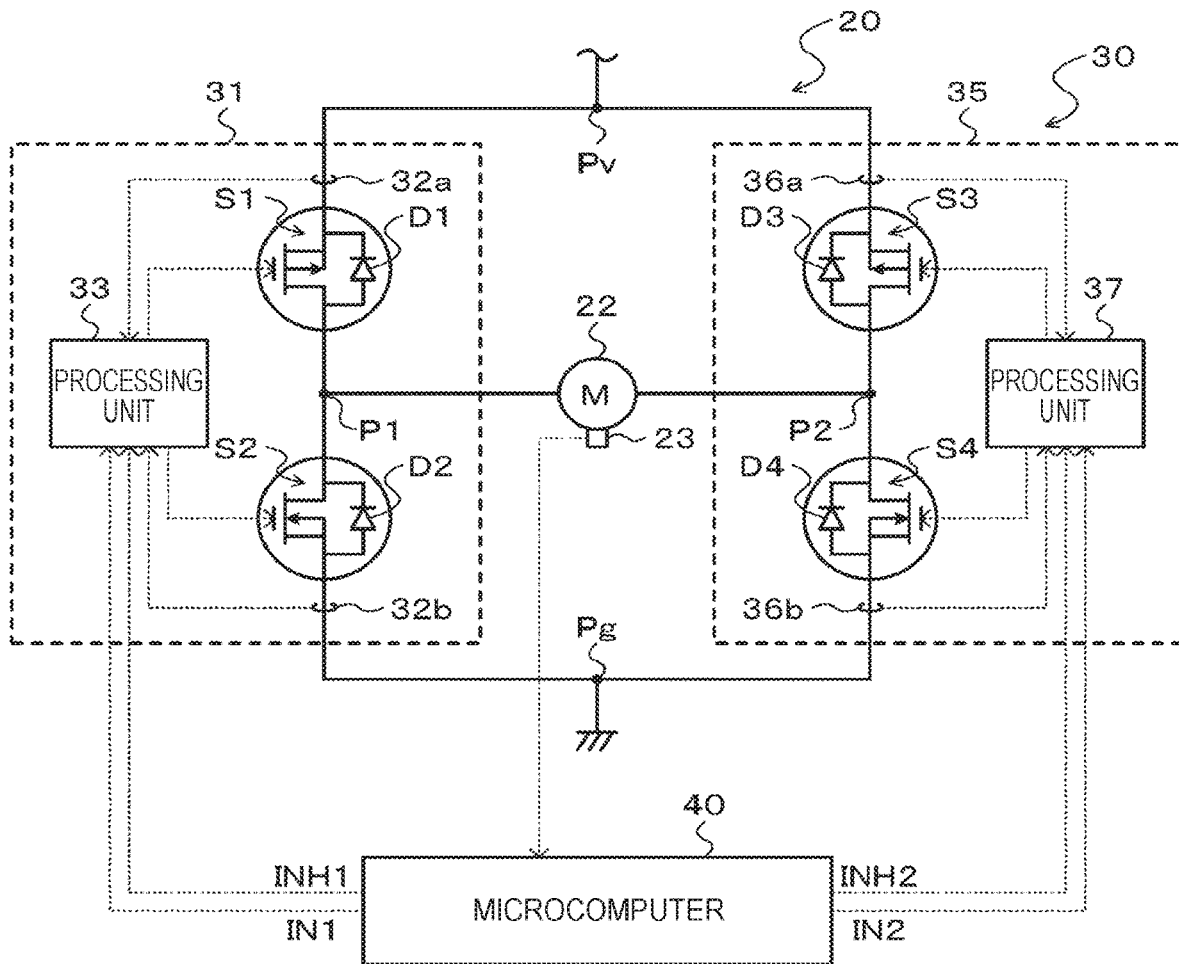 20
30
31
35
Pv
32a
36a
S1
D1
D3
S3
33
22
37
PROCESSING
UNIT
M
PROCESSING
UNIT
P1
23
P2
S2
D2
D4
S4
32b
36b
Pg
40
INH1
INH2
MICROCOMPUTER
IN1
IN2